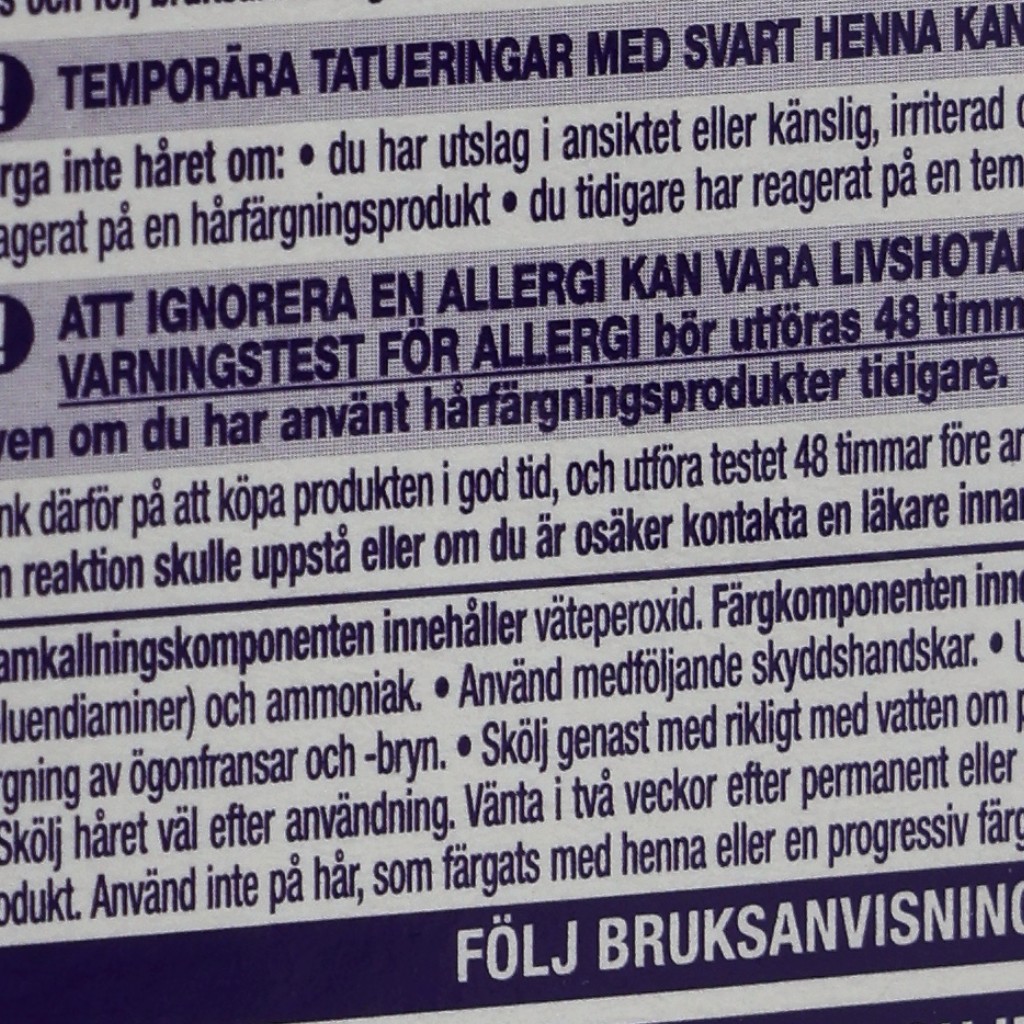 ! TEMPORÄRA TATUERINGAR MED SVART HENNA KAN
rga inte håret om: • du har utslag i ansiktet eller känslig, irriterad
agerat på en hårfärgningsprodukt • du tidigare har reagerat på en tem
! ATT IGNORERA EN ALLERGI KAN VARA LIVSHOTA
VARNINGSTEST FÖR ALLERGI bör utföras 48 timm
ven om du har använt hårfärgningsprodukter tidigare.
nk därför på att köpa produkten i god tid, och utföra testet 48 timmar före an
n reaktion skulle uppstå eller om du är osäker kontakta en läkare innan
amkallningskomponenten innehåller väteperoxid. Färgkomponenten inne
luendiaminer) och ammoniak. • Använd medföljande skyddshandskar. • U
gning av ögonfransar och -bryn. • Skölj genast med rikligt med vatten om p
Skölj håret väl efter användning. Vänta i två veckor efter permanent eller
odukt. Använd inte på hår, som färgats med henna eller en progressiv färg
FÖLJ BRUKSANVISNING